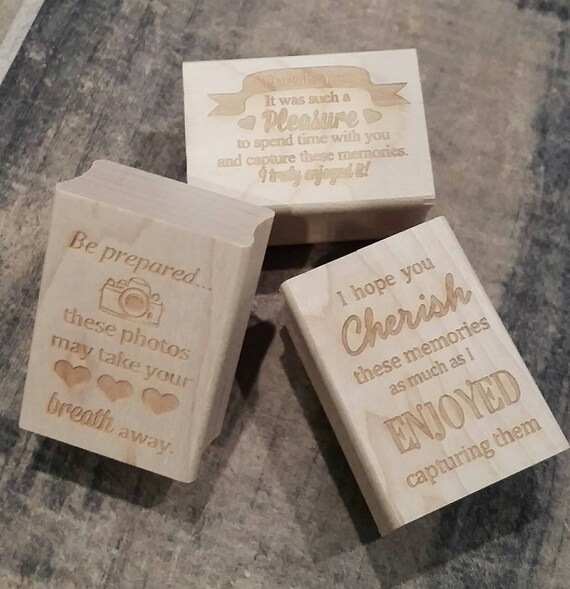 It was such a
Pleasure
to spend time with you
and capture these memories.
I truly enjoyed it!
Be prepared...
these photos
may take your
breath away.
I hope you
Cherish
these memories
as much as i
ENJOYED
capturing them